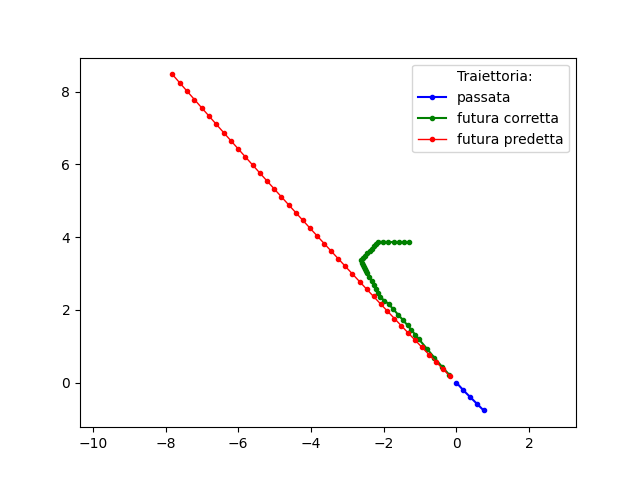 Traiettoria:
passata
futura corretta
futura predetta
8
6
4
2
0
−10 −8 −6 −4 −2 0 2